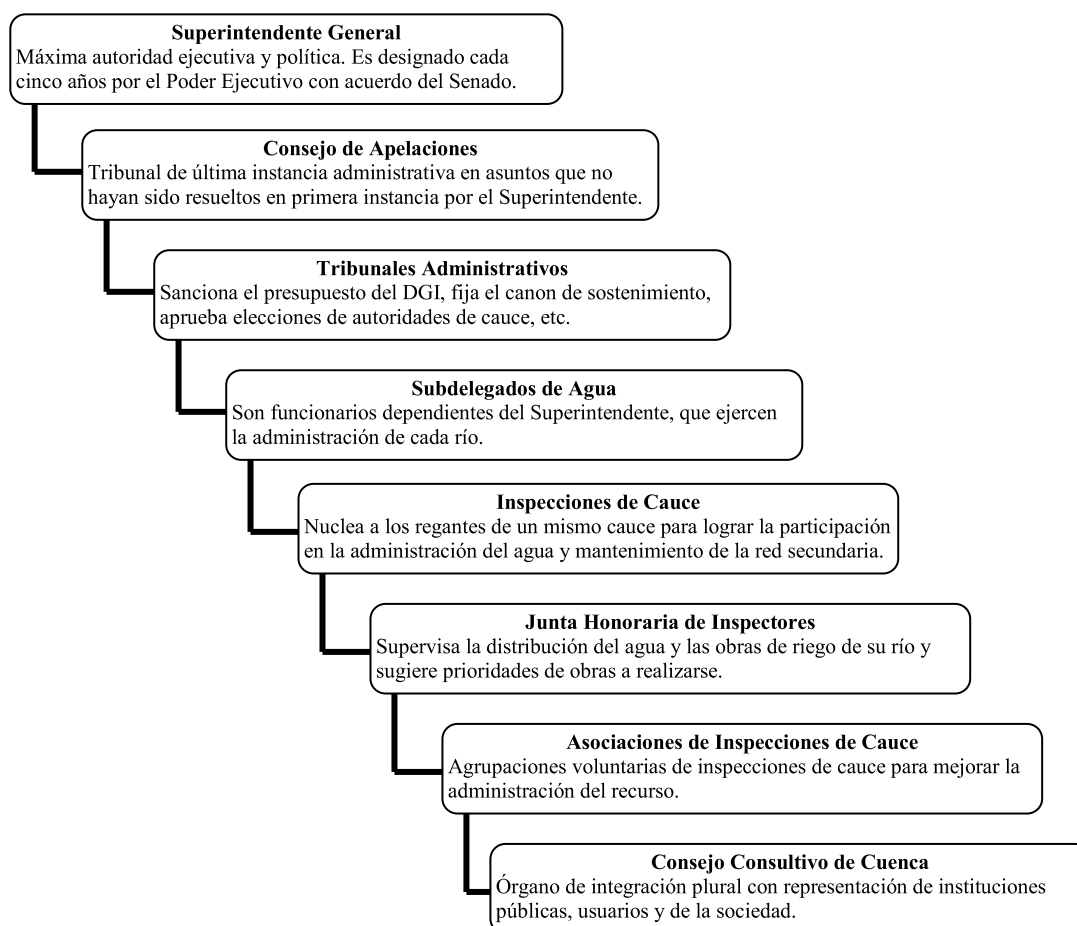 Superintendente General
Máxima autoridad ejecutiva y política. Es designado cada
cinco años por el Poder Ejecutivo con acuerdo del Senado.
Consejo de Apelaciones
Tribunal de última instancia administrativa en asuntos que no
hayan sido resueltos en primera instancia por el Superintendente.
Tribunales Administrativos
Sanciona el presupuesto del DGI, fija el canon de sostenimiento,
aprueba elecciones de autoridades de cauce, etc.
Subdelegados de Agua
Son funcionarios dependientes del Superintendente, que ejercen
la administración de cada río.
Inspecciones de Cauce
Nuclea a los regantes de un mismo cauce para lograr la participación
en la administración del agua y mantenimiento de la red secundaria.
Junta Honoraria de Inspectores
Supervisa la distribución del agua y las obras de riego de su río y
sugiere prioridades de obras a realizarse.
Asociaciones de Inspecciones de Cauce
Agrupaciones voluntarias de inspecciones de cauce para mejorar la
administración del recurso.
Consejo Consultivo de Cuenca
Órgano de integración plural con representación de instituciones
públicas, usuarios y de la sociedad.